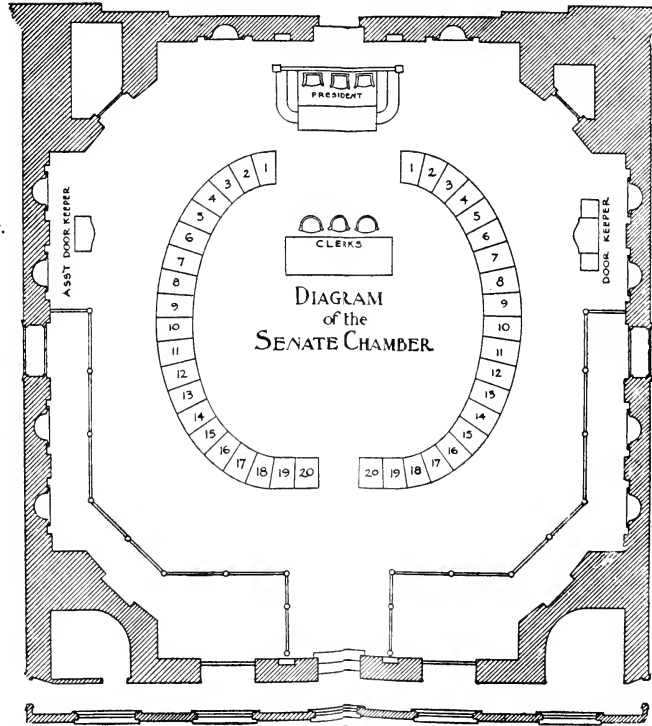 PRESIDENT
1 2 3 4 5 6 7 8 9 10 11 12 13 14 15 16 17 18 19 20
1 2 3 4 5 6 7 8 9 10 11 12 13 14 15 16 17 18 19 20
ASS'T DOOR KEEPER
DOOR KEEPER
CLERKS
DIAGRAM
of the
SENATE CHAMBER